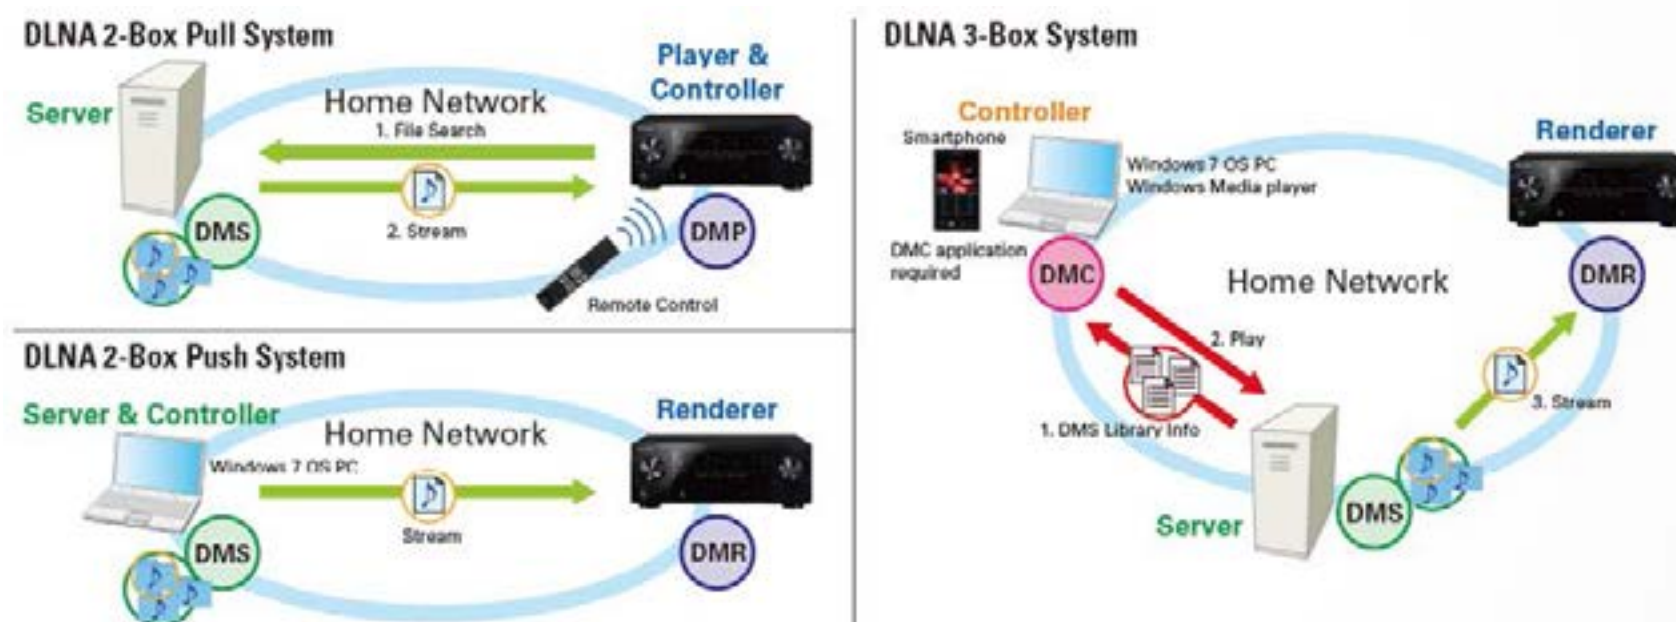 DLNA 2-Box Pull System
Server
Home Network
Player &
Controller
1. File Search
2. Stream
DMS
DMP
Remote Control
DLNA 2-Box Push System
Server & Controller
Home Network
Renderer
Windows 7 OS PC
Stream
DMS
DMR
DLNA 3-Box System
Controller
Smartphone
Renderer
Windows 7 OS PC
Windows Media player
DMC application
required
DMC
Home Network
DMR
2. Play
1. DMS Library Info
3. Stream
Server
DMS